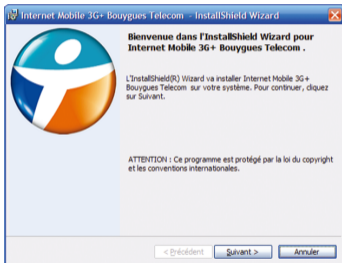 Internet Mobile 3G+ Bouygues Telecom - InstallShield Wizard
Bienvenue dans l'InstallShield Wizard pour
Internet Mobile 3G+ Bouygues Telecom .
L'InstallShield(R) Wizard va installer Internet Mobile 3G+
Bouygues Telecom sur votre système. Pour continuer, cliquez
sur Suivant.
ATTENTION : Ce programme est protégé par la loi du copyright
et les conventions internationales.
< Précédent Suivant > Annuler